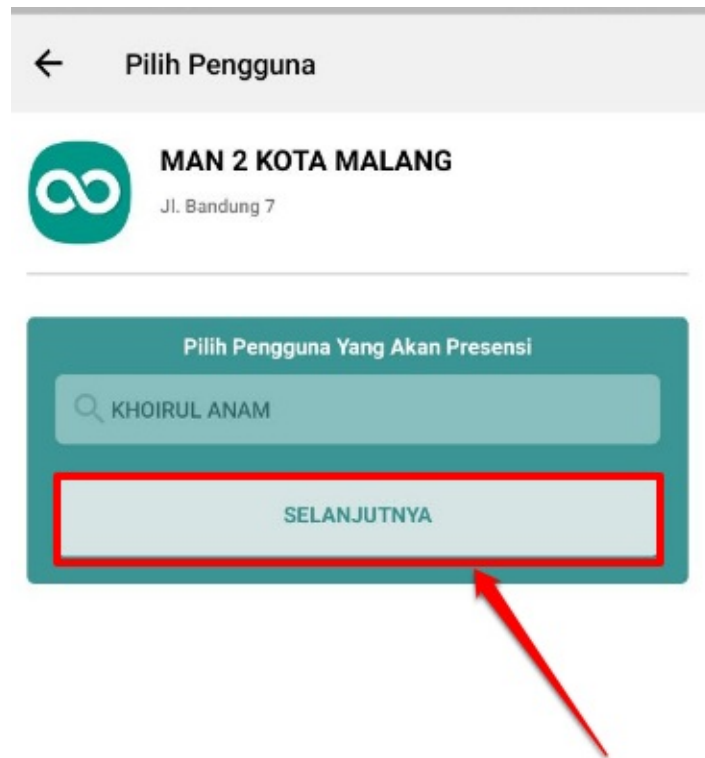 Pilih Pengguna
MAN 2 KOTA MALANG
Jl. Bandung 7
Pilih Pengguna Yang Akan Presensi
KHOIRUL ANAM
SELANJUTNYA